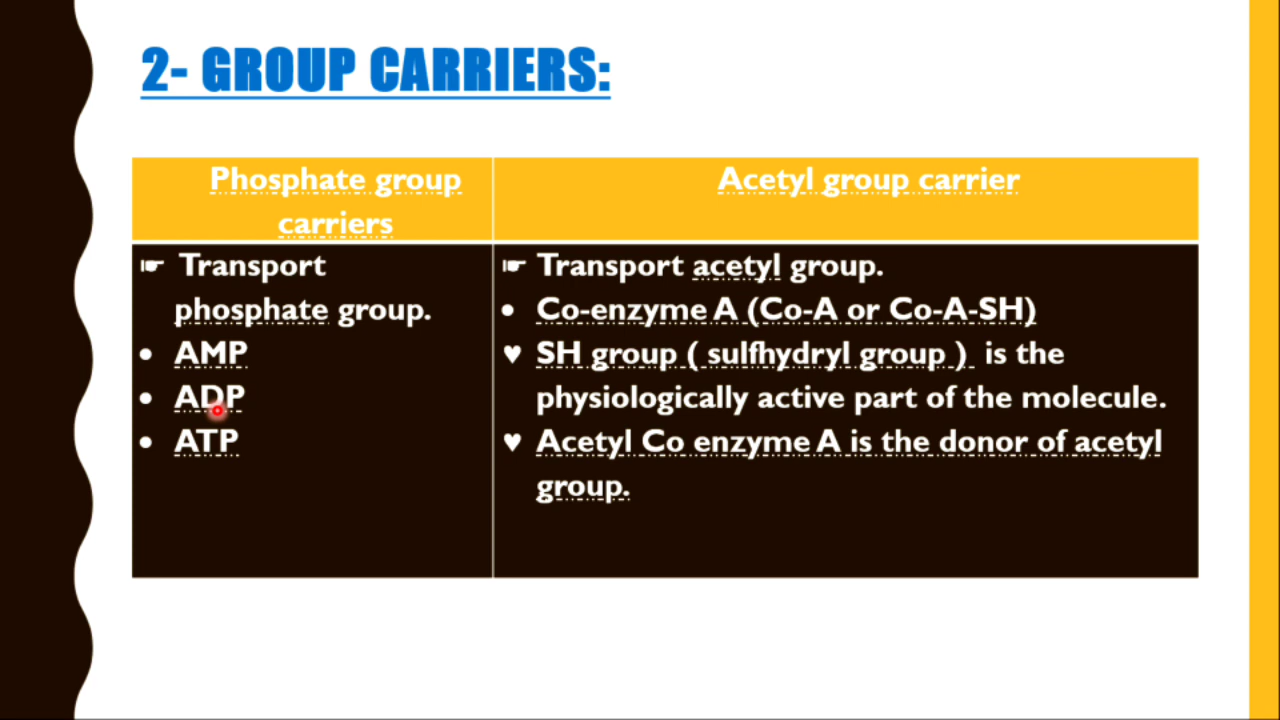 2- GROUP CARRIERS:
Phosphate group
carriers
☛ Transport
phosphate group.
• AMP
• ADP
• ATP
Acetyl group carrier
☛ Transport acetyl group.
• Co-enzyme A (Co-A or Co-A-SH)
♥ SH group ( sulfhydryl group ) is the
physiologically active part of the molecule.
♥ Acetyl Co enzyme A is the donor of acetyl
group.